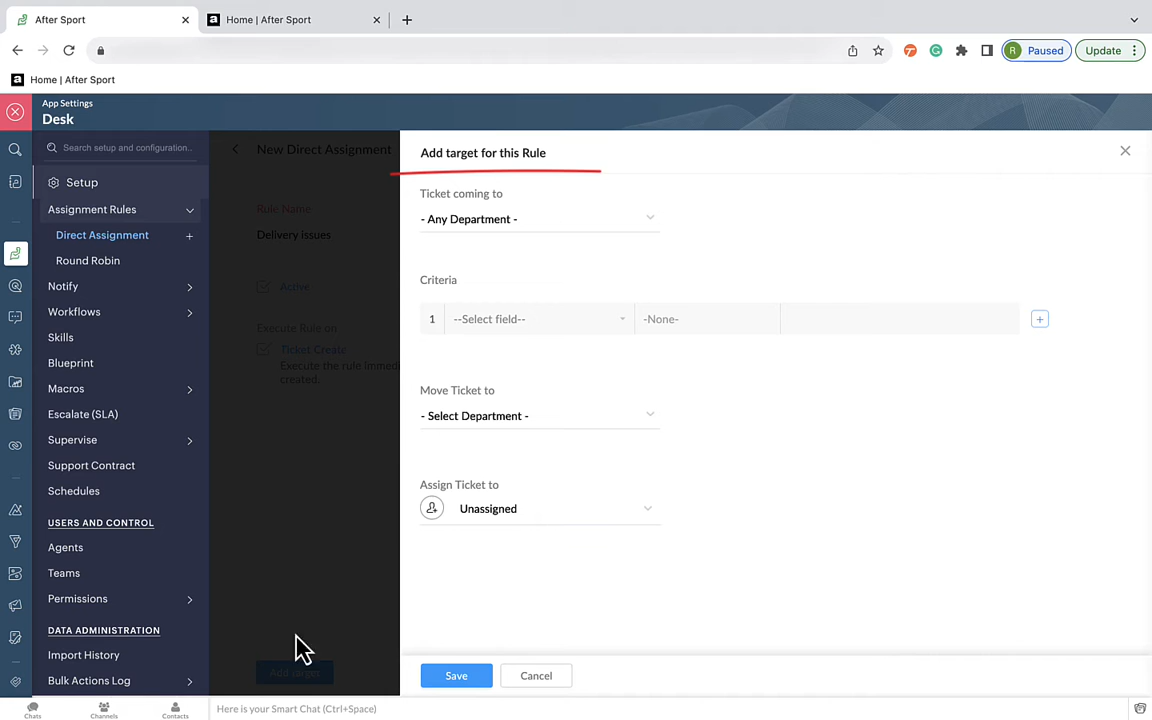 After Sport
Home | After Sport
R Paused
Update
a Home | After Sport
App Settings
Desk
Search setup and configuration..
Setup
Assignment Rules
Direct Assignment
Round Robin
Notify
Workflows
Skills
Blueprint
Macros
Escalate (SLA)
Supervise
Support Contract
Schedules
USERS AND CONTROL
Agents
Teams
Permissions
DATA ADMINISTRATION
Import History
Bulk Actions Log
New Direct Assignment
Rule Name
Delivery issues
Active
Execute Rule on
Ticket Create
Execute the rule immedi
created.
Add target
Add target for this Rule
Ticket coming to
- Any Department -
Criteria
1 --Select field-- -None-
Move Ticket to
- Select Department -
Assign Ticket to
Unassigned
Save Cancel
Chats Channels Contacts
Here is your Smart Chat (Ctrl+Space)